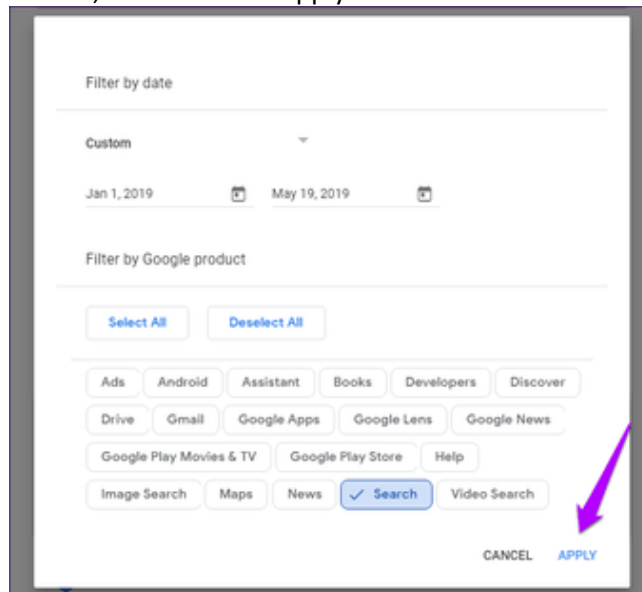 Filter by date
Custom
Jan 1, 2019 May 19, 2019
Filter by Google product
Select All Deselect All
Ads Android Assistant Books Developers Discover
Drive Gmail Google Apps Google Lens Google News
Google Play Movies & TV Google Play Store Help
Image Search Maps News Search Video Search
CANCEL APPLY